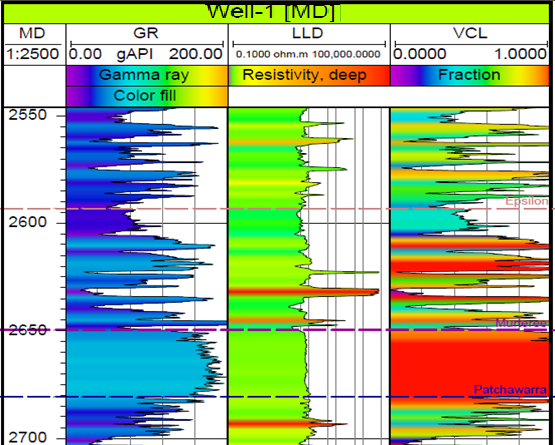 Well-1 [MD]
MD GR LLD VCL
1:2500 0.00 gAPI 200.00 0.1000 ohm.m 100,000.0000 0.0000 1.0000
Gamma ray Resistivity, deep Fraction
Color fill
2550
Epsilon
2600
2650
Murteree
Patchawarra
2700